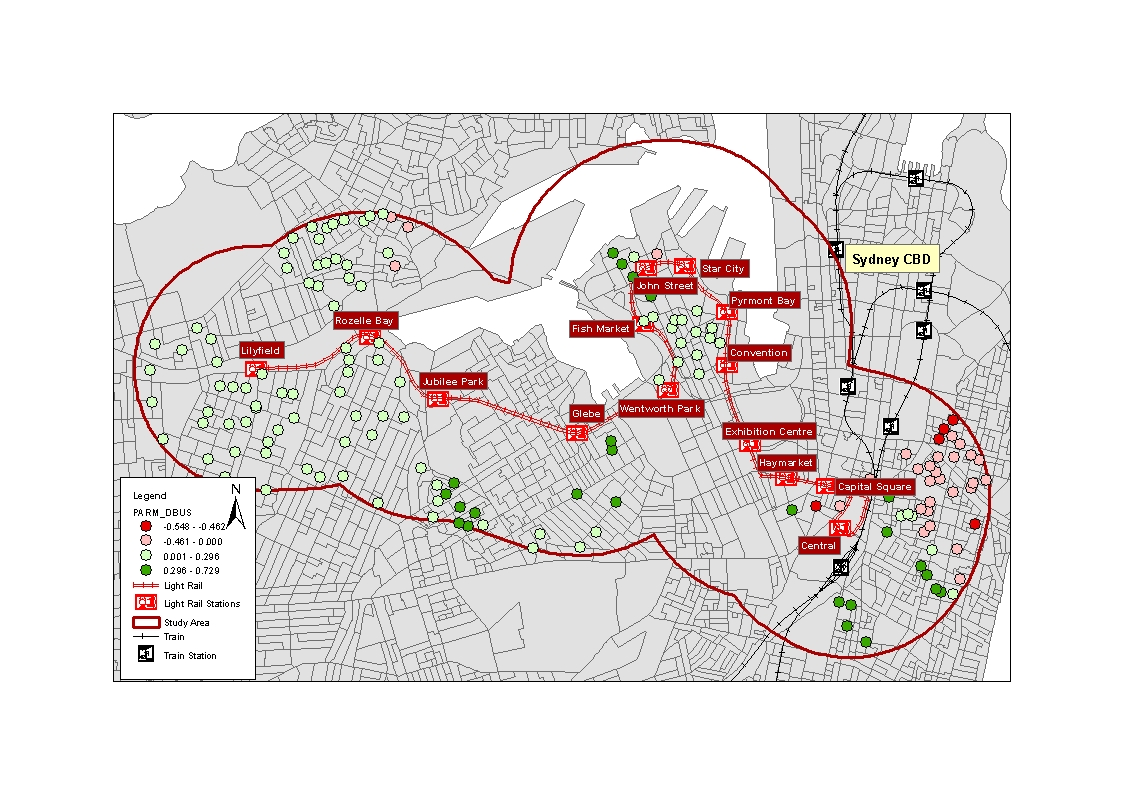 Sydney CBD
Star City
John Street
Pyrmont Bay
Rozelle Bay
Fish Market
Lilyfield
Convention
Jubilee Park
Wentworth Park
Glebe
Exhibition Centre
Haymarket
Capital Square
Central
N
Legend
PARM_DBUS
-0.548 - -0.462
-0.461 - 0.000
0.001 - 0.296
0.296 - 0.729
Light Rail
Light Rail Stations
Study Area
Train
Train Station